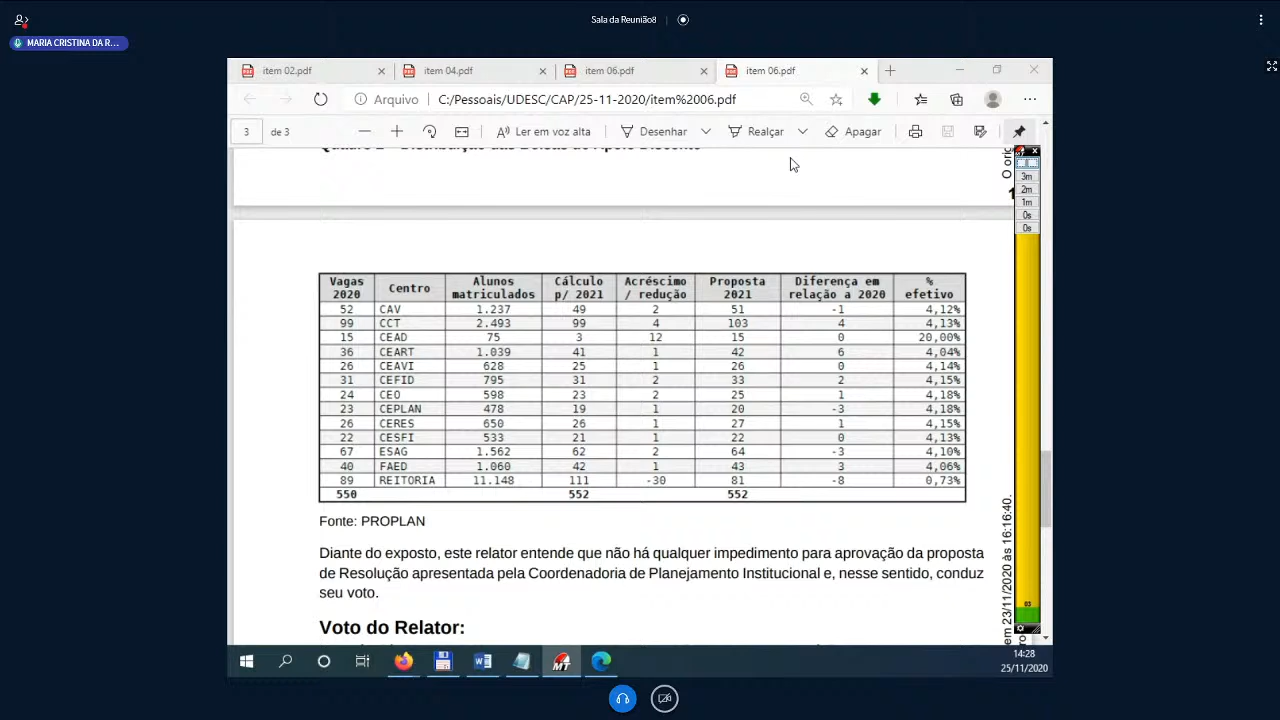 Sala da Reunião8
MARIA CRISTINA DA R...
item 02.pdf
item 04.pdf
item 06.pdf
item 06.pdf
Arquivo
C:/Pessoais/UDESC/CAP/25-11-2020/item%2006.pdf
3 de 3
Ler em voz alta
Desenhar
Realçar
Apagar
O orig
3m
2m
1m
0s
0s
Vagas 2020 Centro Alunos matriculados Cálculo p/ 2021 Acréscimo / redução Proposta 2021 Diferença em relação a 2020 % efetivo
52 CAV 1.237 49 2 51 -1 4,12%
99 CCT 2.493 99 4 103 4 4,13%
15 CEAD 75 3 12 15 0 20,00%
36 CEART 1.039 41 1 42 6 4,04%
26 CEAVI 628 25 1 26 0 4,14%
31 CEFID 795 31 2 33 2 4,15%
24 CEO 598 23 2 25 1 4,18%
23 CEPLAN 478 19 1 20 -3 4,18%
26 CERES 650 26 1 27 1 4,15%
22 CESFI 533 21 1 22 0 4,13%
67 ESAG 1.562 62 2 64 -3 4,10%
40 FAED 1.060 42 1 43 3 4,06%
89 REITORIA 11.148 111 -30 81 -8 0,73%
550 552 552
Fonte: PROPLAN
Diante do exposto, este relator entende que não há qualquer impedimento para aprovação da proposta
de Resolução apresentada pela Coordenadoria de Planejamento Institucional e, nesse sentido, conduz
seu voto.
Voto do Relator:
em 23/11/2020 às 16:16:40.
03
MT
14:28
25/11/2020